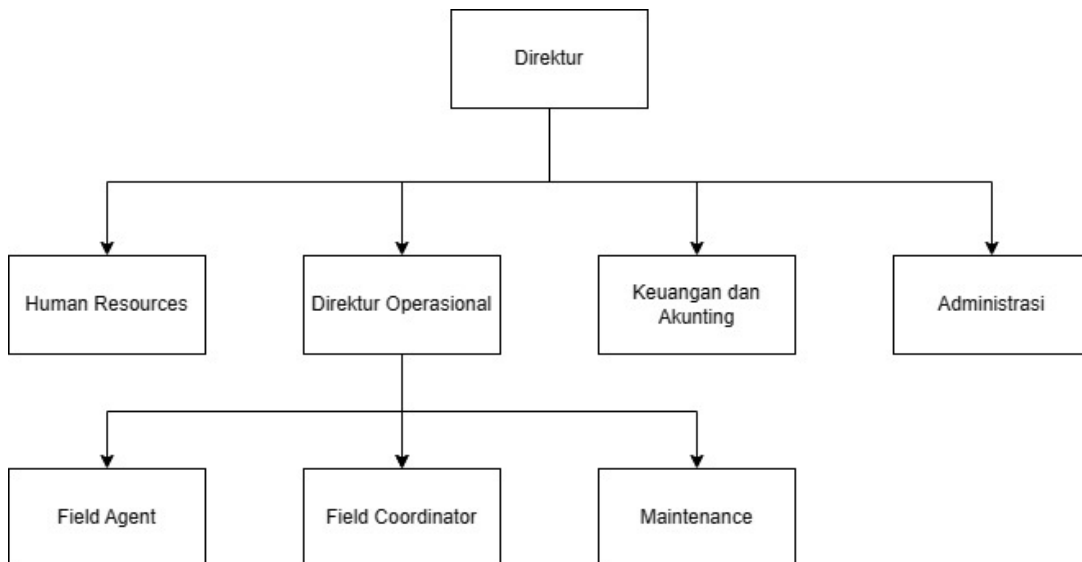 Direktur
Human Resources
Direktur Operasional
Keuangan dan
Akunting
Administrasi
Field Agent
Field Coordinator
Maintenance